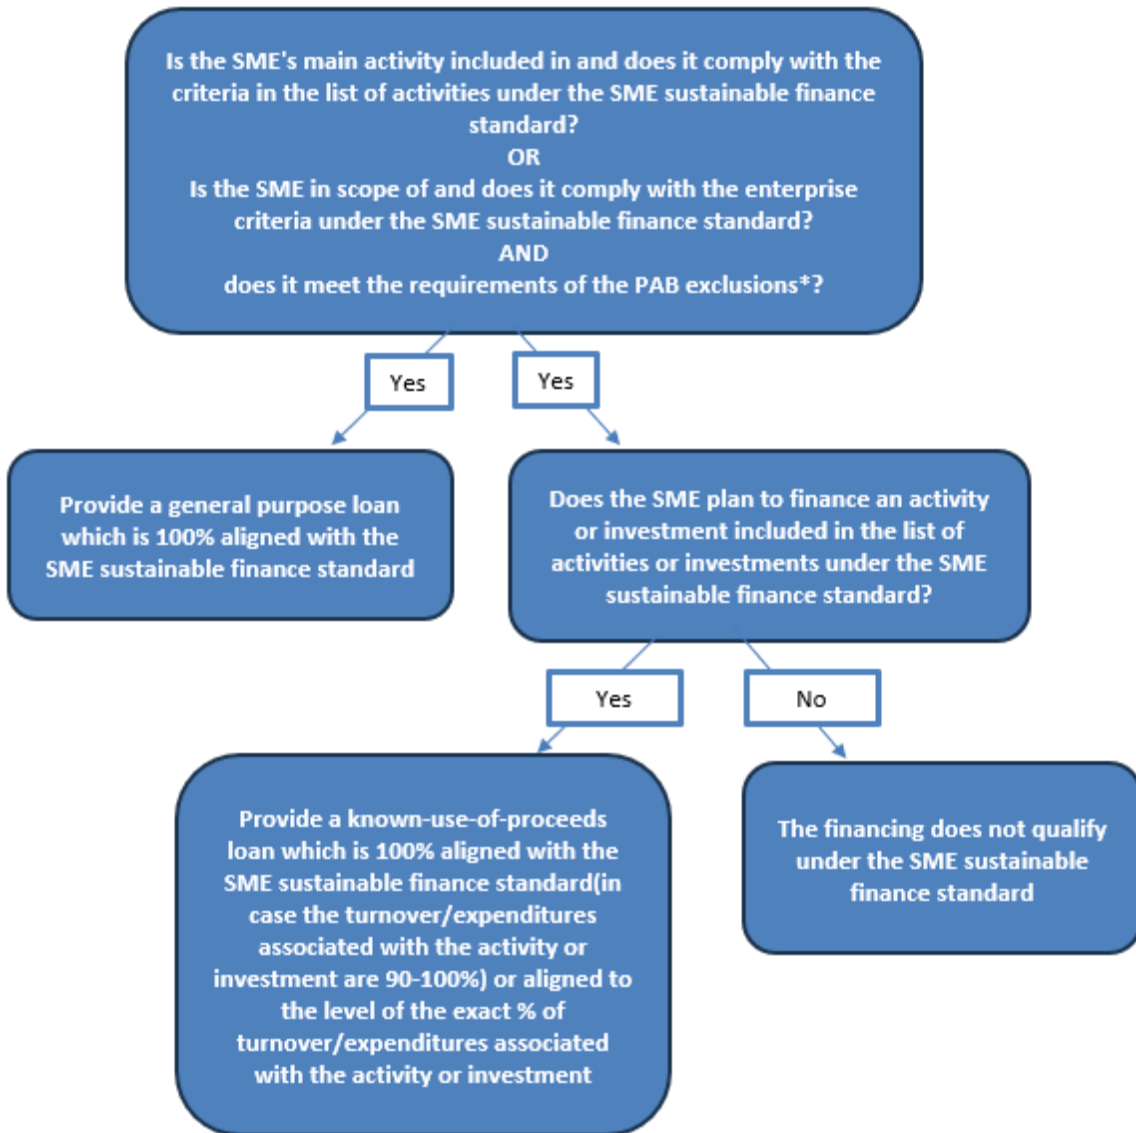 Is the SME's main activity included in and does it comply with the
criteria in the list of activities under the SME sustainable finance
standard?
OR
Is the SME in scope of and does it comply with the enterprise
criteria under the SME sustainable finance standard?
AND
does it meet the requirements of the PAB exclusions*?
Yes
Yes
Provide a general purpose loan
which is 100% aligned with the
SME sustainable finance standard
Does the SME plan to finance an activity
or investment included in the list of
activities or investments under the SME
sustainable finance standard?
Yes
No
Provide a known-use-of-proceeds
loan which is 100% aligned with the
SME sustainable finance standard(in
case the turnover/expenditures
associated with the activity or
investment are 90-100%) or aligned to
the level of the exact % of
turnover/expenditures associated
with the activity or investment
The financing does not qualify
under the SME sustainable
finance standard